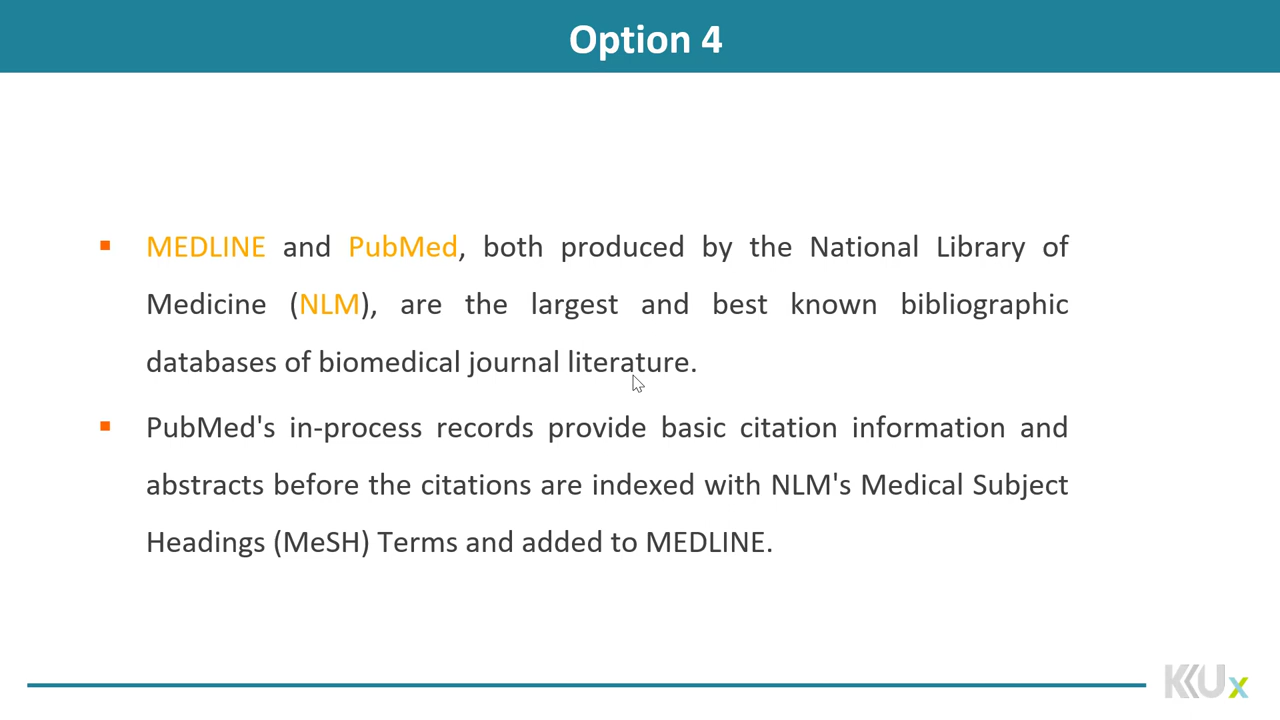 Option 4
▪ MEDLINE and PubMed, both produced by the National Library of
Medicine (NLM), are the largest and best known bibliographic
databases of biomedical journal literature.
▪ PubMed's in-process records provide basic citation information and
abstracts before the citations are indexed with NLM's Medical Subject
Headings (MeSH) Terms and added to MEDLINE.
KKUx